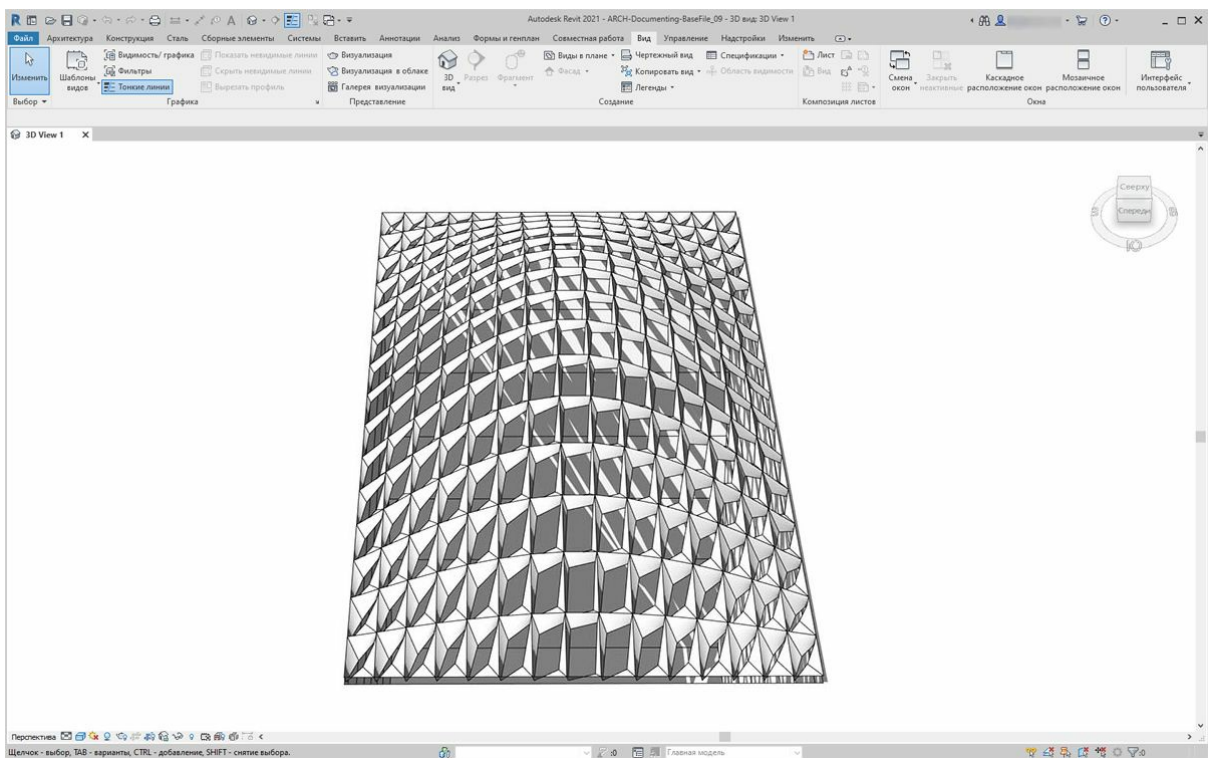 Autodesk Revit 2021 - ARCH-Documenting-BaseFile_09 - 3D вид: 3D View 1
Файл Архитектура Конструкция Сталь Сборные элементы Системы Вставить Аннотации Анализ Формы и генплан Совместная работа Вид Управление Надстройки Изменить
Изменить
Шаблоны видов
Видимость/ графика
Фильтры
Тонкие линии
Показать невидимые линии
Скрыть невидимые линии
Вырезать профиль
Визуализация
Визуализация в облаке
Галерея визуализации
3D вид
Разрез
Фрагмент
Виды в плане
Фасад
Чертежный вид
Копировать вид
Легенды
Спецификации
Область видимости
Лист
Вид
Смена окон
Закрыть неактивные
Каскадное расположение окон
Мозаичное расположение окон
Интерфейс пользователя
Выбор Графика Представление Создание Композиция листов Окна
3D View 1 X
Сверху
Спереди
Ю
Перспектива
Щелчок - выбор, TAB - варианты, CTRL - добавление, SHIFT - снятие выбора.
:0
Главная модель
:0